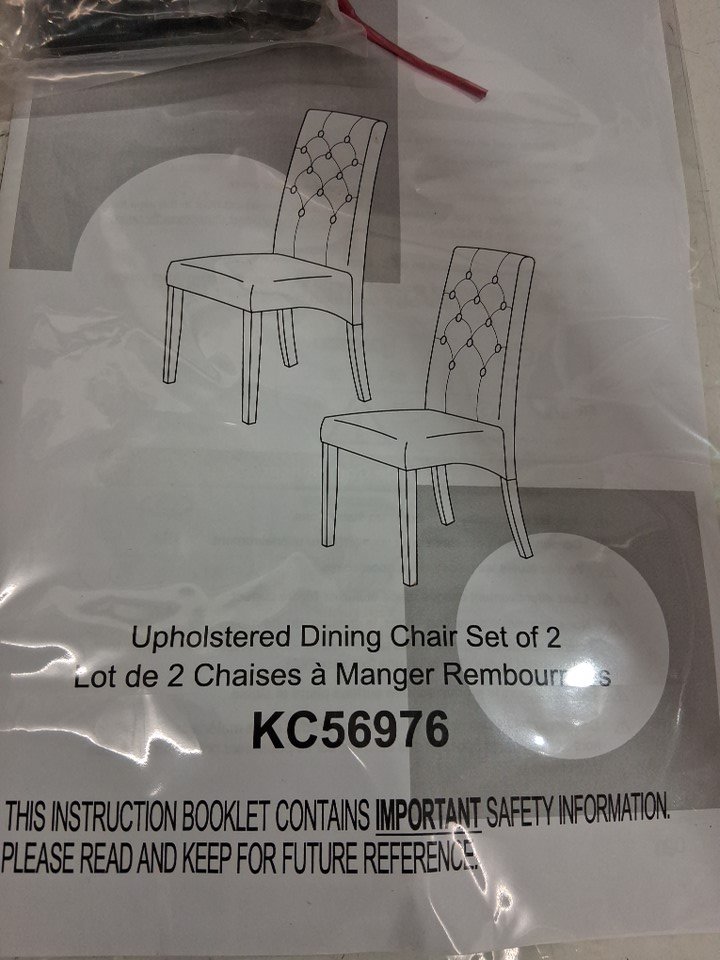 Upholstered Dining Chair Set of 2
Lot de 2 Chaises à Manger
KC56976
THIS INSTRUCTION BOOKLET CONTAINS IMPORTANT SAFETY INFORMATION.
PLEASE READ AND KEEP FOR FUTURE REFERENCE.